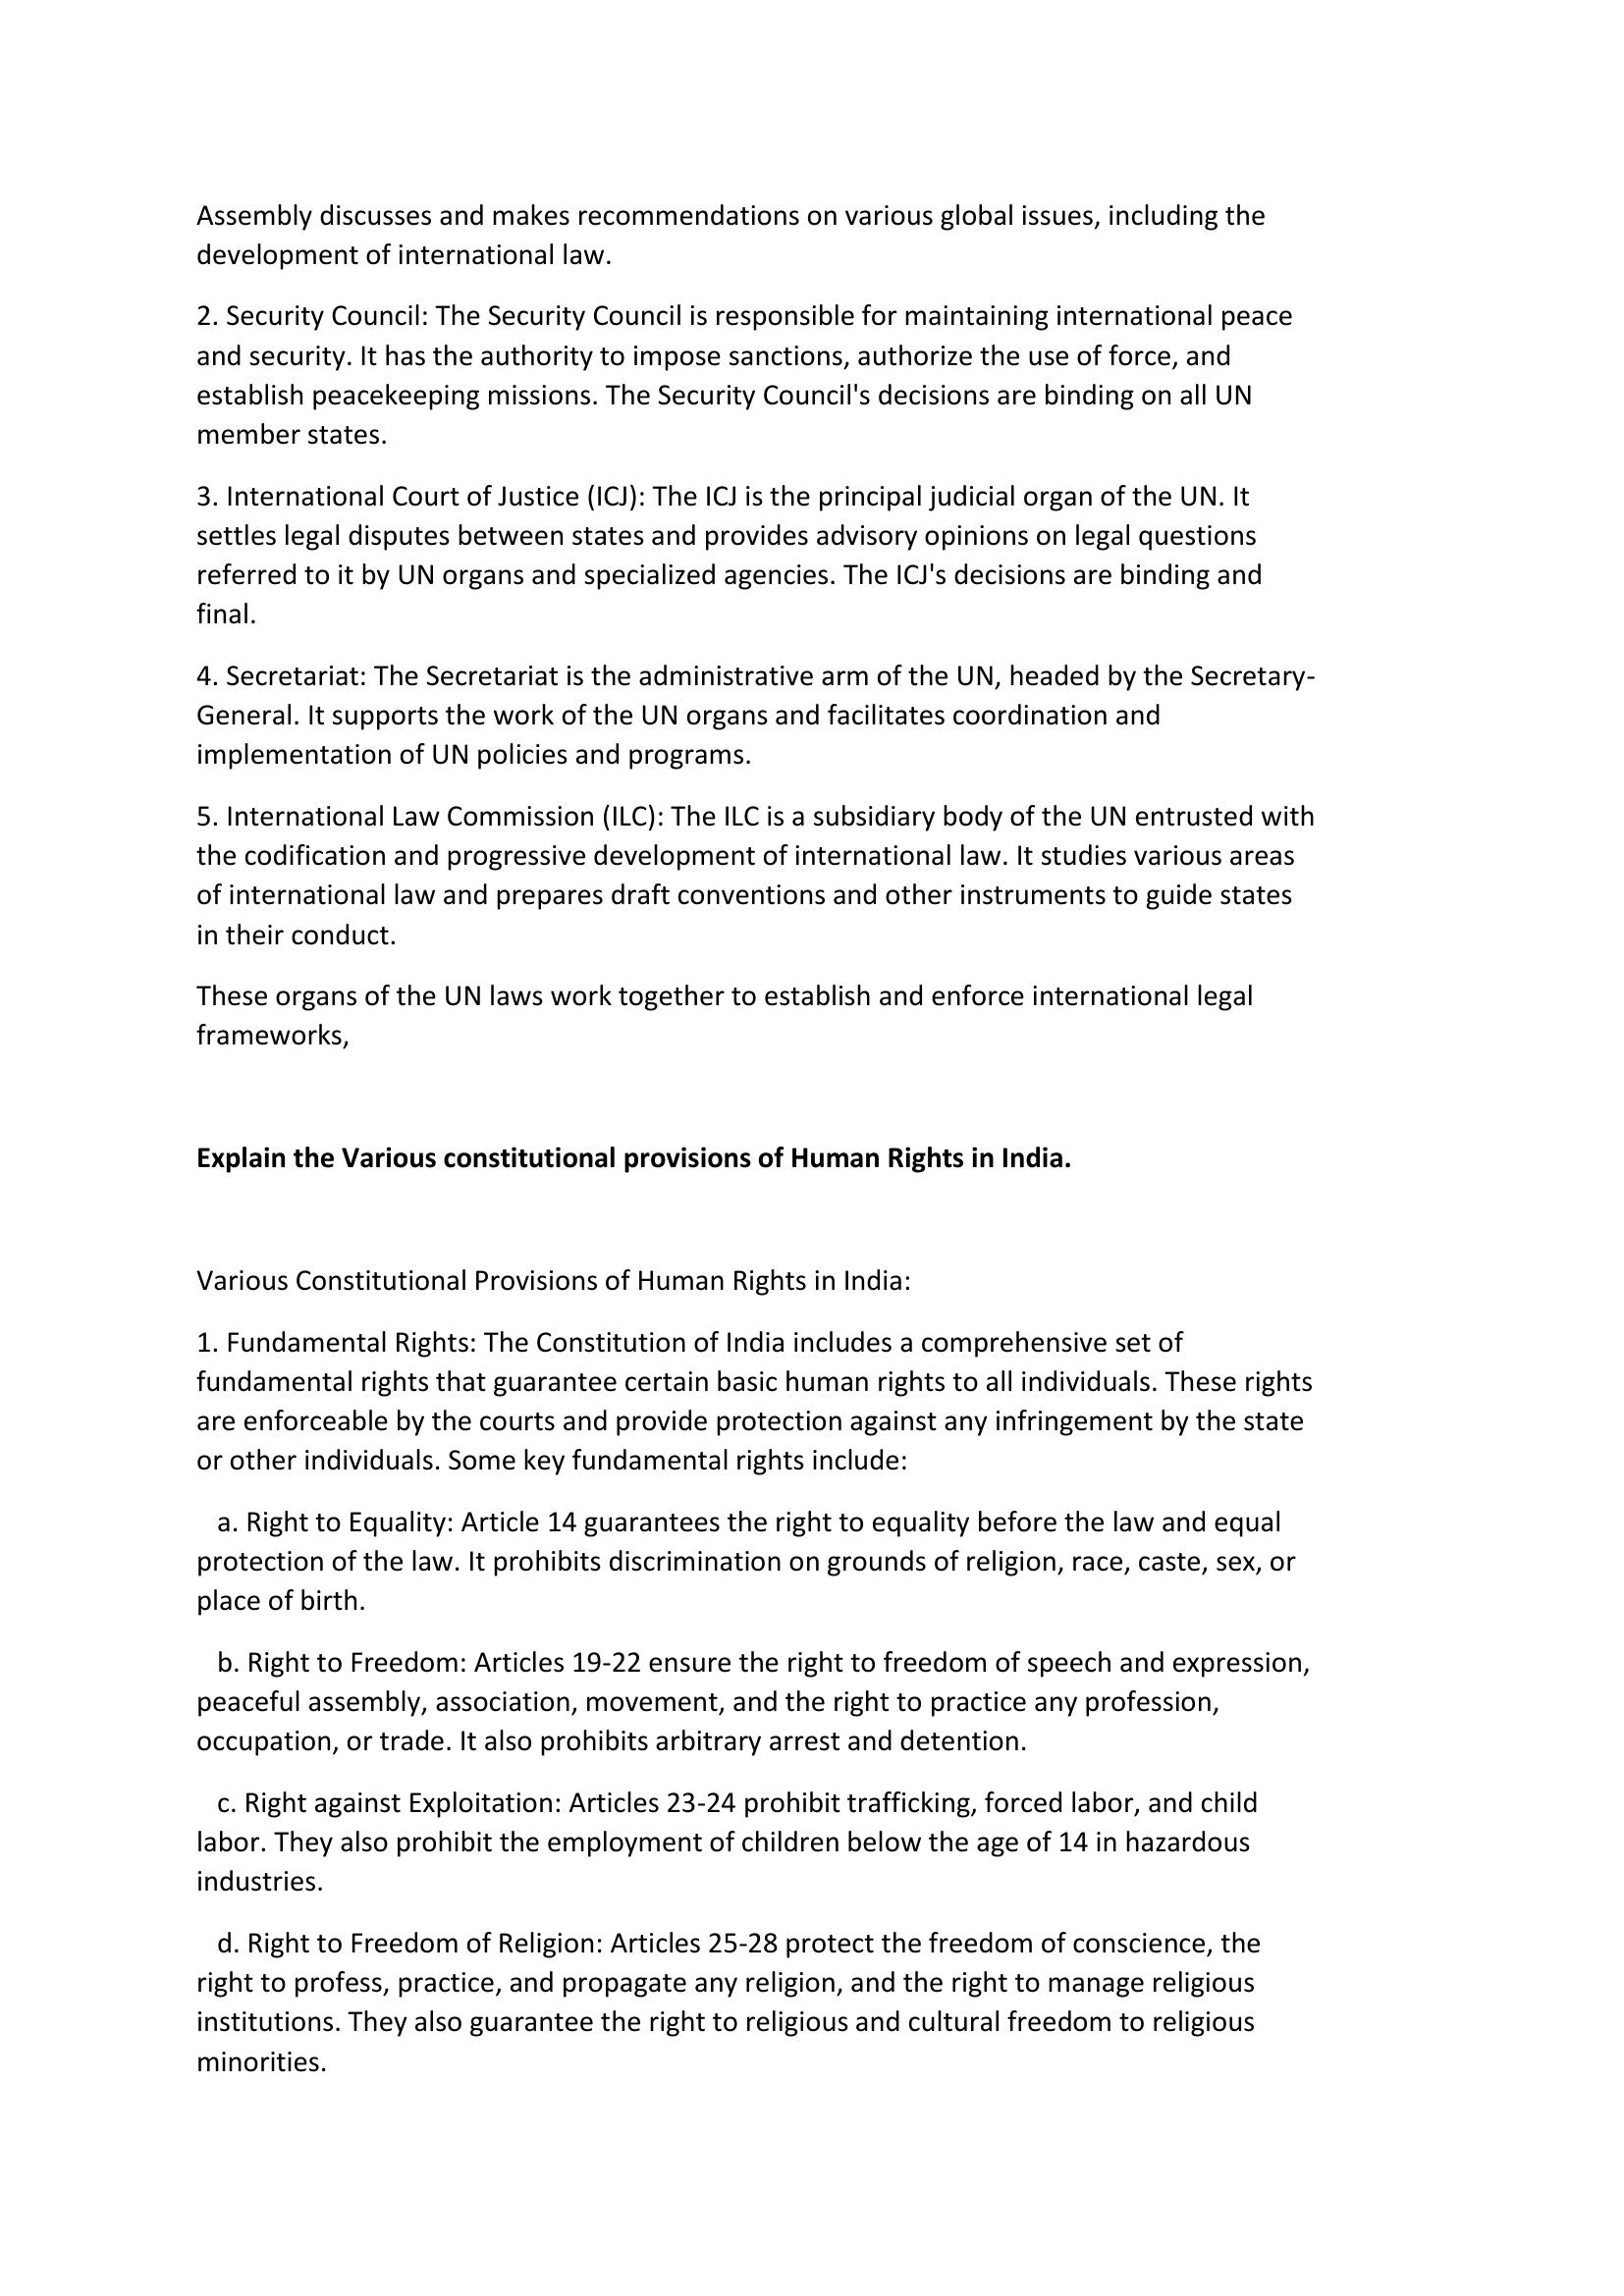 Assembly discusses and makes recommendations on various global issues, including the
development of international law.
2. Security Council: The Security Council is responsible for maintaining international peace
and security. It has the authority to impose sanctions, authorize the use of force, and
establish peacekeeping missions. The Security Council's decisions are binding on all UN
member states.
3. International Court of Justice (ICJ): The ICJ is the principal judicial organ of the UN. It
settles legal disputes between states and provides advisory opinions on legal questions
referred to it by UN organs and specialized agencies. The ICJ's decisions are binding and
final.
4. Secretariat: The Secretariat is the administrative arm of the UN, headed by the Secretary-
General. It supports the work of the UN organs and facilitates coordination and
implementation of UN policies and programs.
5. International Law Commission (ILC): The ILC is a subsidiary body of the UN entrusted with
the codification and progressive development of international law. It studies various areas
of international law and prepares draft conventions and other instruments to guide states
in their conduct.
These organs of the UN laws work together to establish and enforce international legal
frameworks,
Explain the Various constitutional provisions of Human Rights in India.
Various Constitutional Provisions of Human Rights in India:
1. Fundamental Rights: The Constitution of India includes a comprehensive set of
fundamental rights that guarantee certain basic human rights to all individuals. These rights
are enforceable by the courts and provide protection against any infringement by the state
or other individuals. Some key fundamental rights include:
a. Right to Equality: Article 14 guarantees the right to equality before the law and equal
protection of the law. It prohibits discrimination on grounds of religion, race, caste, sex, or
place of birth.
b. Right to Freedom: Articles 19-22 ensure the right to freedom of speech and expression,
peaceful assembly, association, movement, and the right to practice any profession,
occupation, or trade. It also prohibits arbitrary arrest and detention.
c. Right against Exploitation: Articles 23-24 prohibit trafficking, forced labor, and child
labor. They also prohibit the employment of children below the age of 14 in hazardous
industries.
d. Right to Freedom of Religion: Articles 25-28 protect the freedom of conscience, the
right to profess, practice, and propagate any religion, and the right to manage religious
institutions. They also guarantee the right to religious and cultural freedom to religious
minorities.